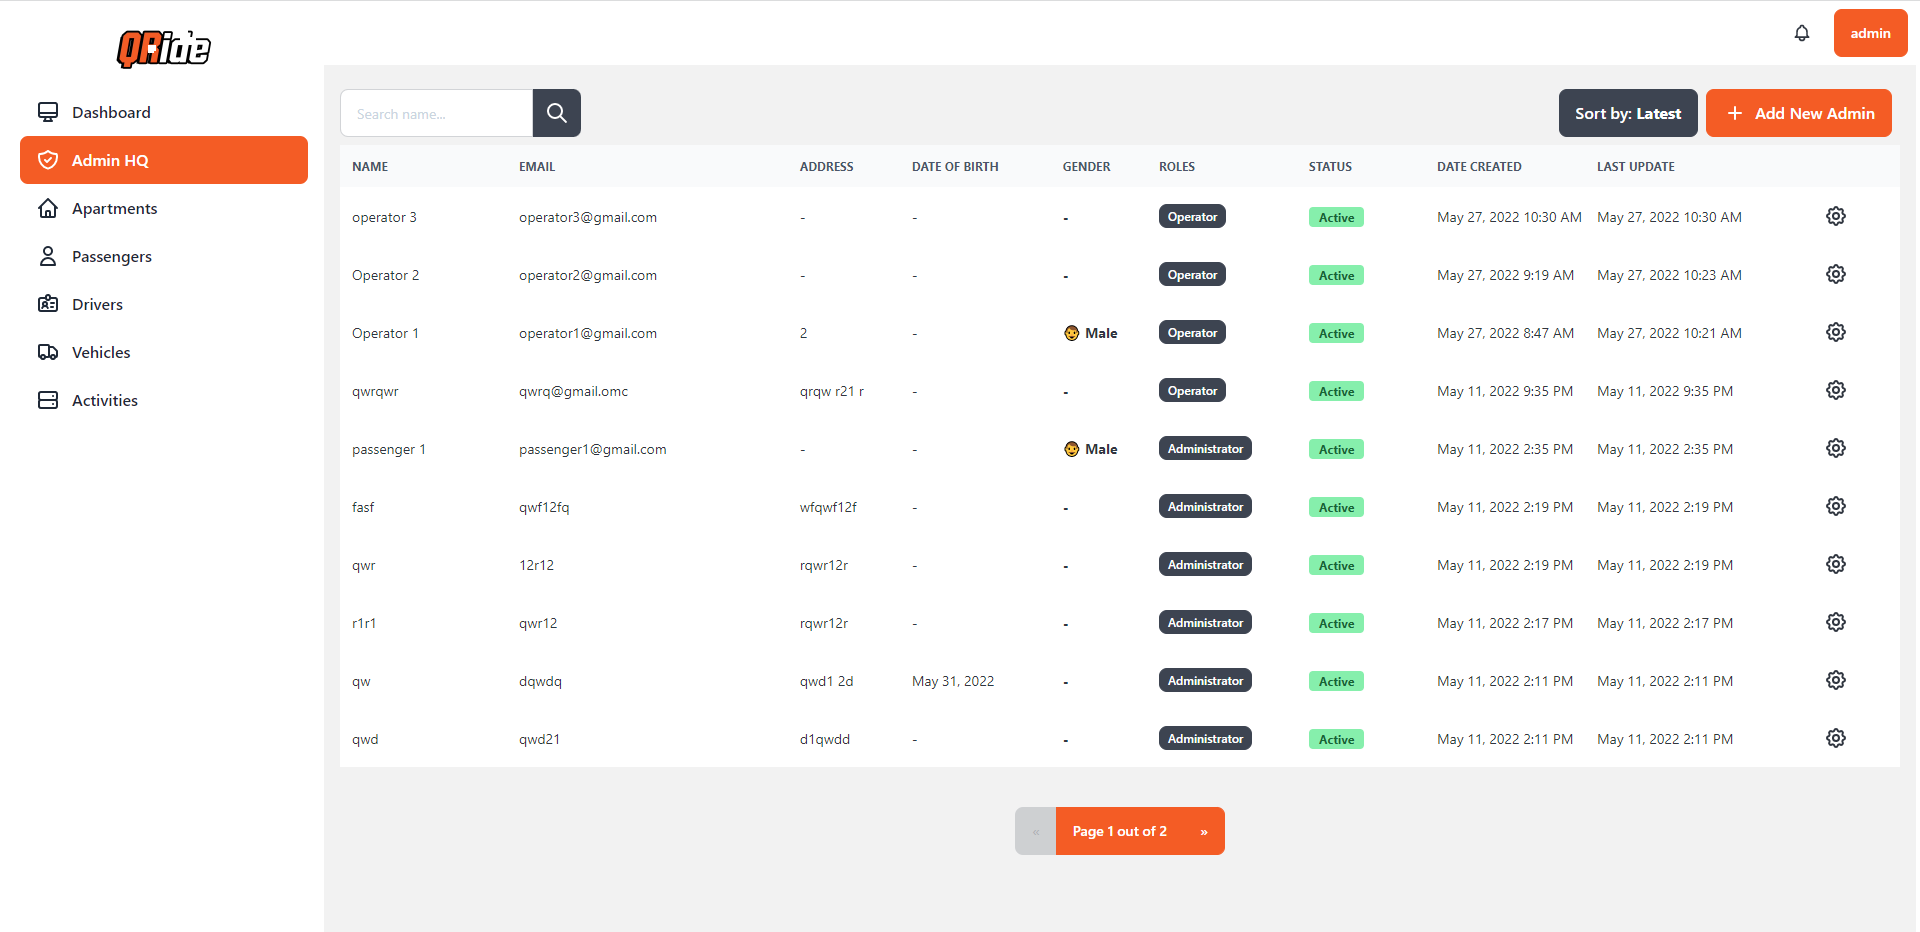 QRide
admin
Dashboard
Admin HQ
Apartments
Passengers
Drivers
Vehicles
Activities
Search name...
Sort by: Latest
+ Add New Admin
NAME EMAIL ADDRESS DATE OF BIRTH GENDER ROLES STATUS DATE CREATED LAST UPDATE
operator 3 operator3@gmail.com - - - Operator Active May 27, 2022 10:30 AM May 27, 2022 10:30 AM
Operator 2 operator2@gmail.com - - - Operator Active May 27, 2022 9:19 AM May 27, 2022 10:23 AM
Operator 1 operator1@gmail.com 2 - Male Operator Active May 27, 2022 8:47 AM May 27, 2022 10:21 AM
qwrqwr qwrq@gmail.omc qrqw r21 r - - Operator Active May 11, 2022 9:35 PM May 11, 2022 9:35 PM
passenger 1 passenger1@gmail.com - - Male Administrator Active May 11, 2022 2:35 PM May 11, 2022 2:35 PM
fasf qwf12fq wfqwf12f - - Administrator Active May 11, 2022 2:19 PM May 11, 2022 2:19 PM
qwr 12r12 rqwr12r - - Administrator Active May 11, 2022 2:19 PM May 11, 2022 2:19 PM
r1r1 qwr12 rqwr12r - - Administrator Active May 11, 2022 2:17 PM May 11, 2022 2:17 PM
qw dqwdq qwd1 2d May 31, 2022 - Administrator Active May 11, 2022 2:11 PM May 11, 2022 2:11 PM
qwd qwd21 d1qwdd - - Administrator Active May 11, 2022 2:11 PM May 11, 2022 2:11 PM
« Page 1 out of 2 »